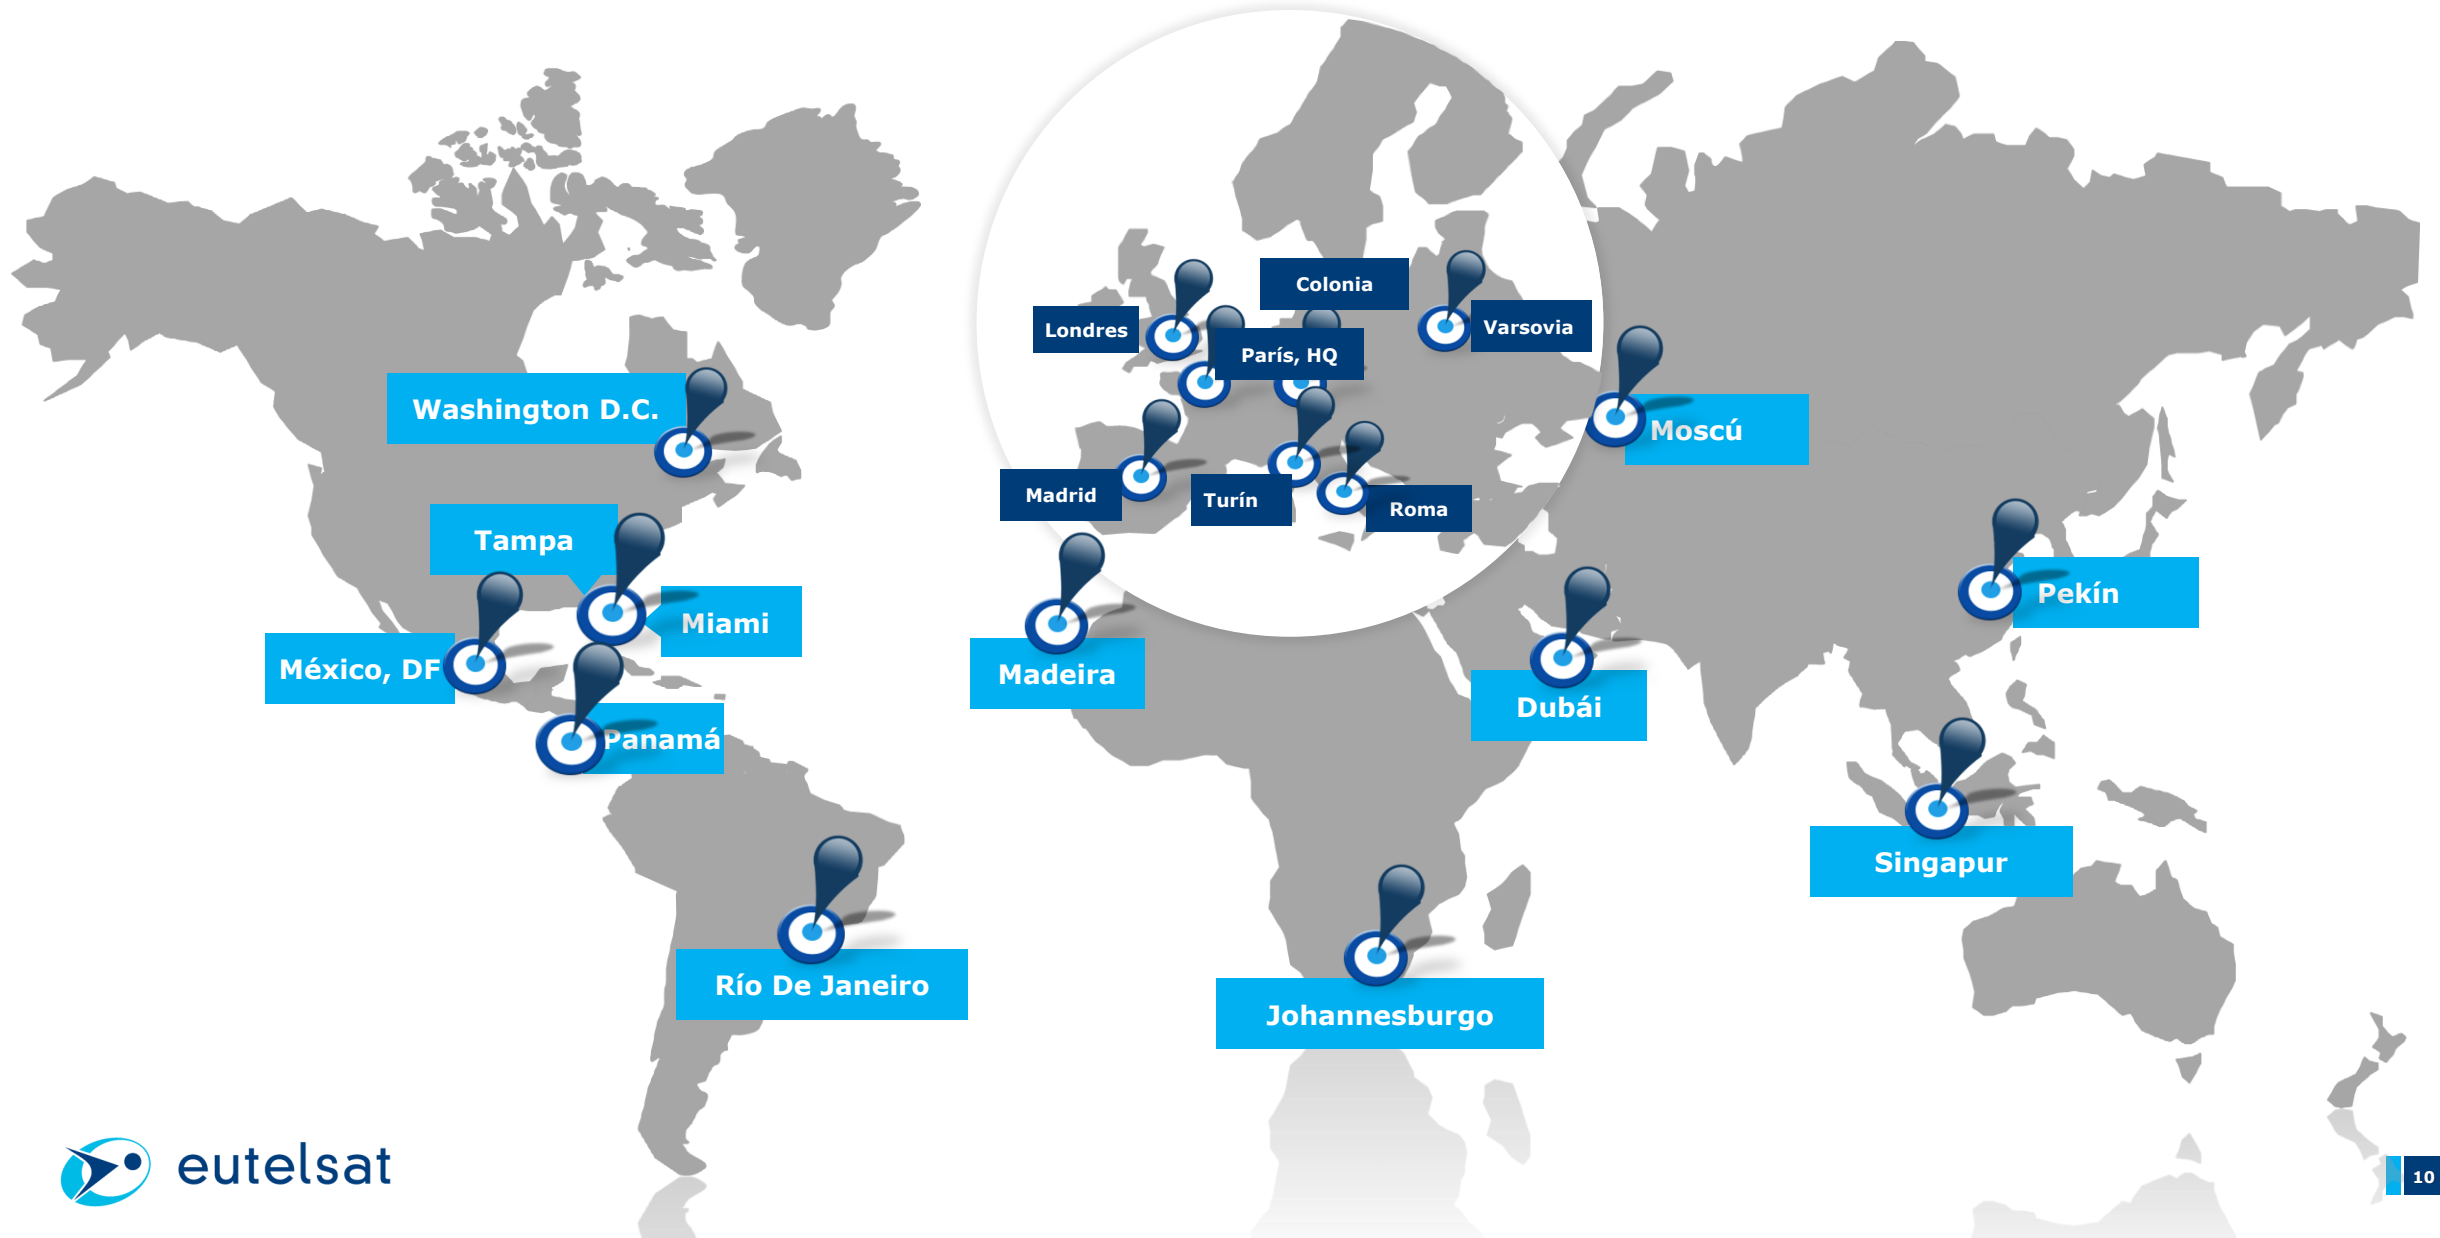 Colonia
Londres
Varsovia
París, HQ
Washington D.C.
Moscú
Madrid
Turín
Roma
Tampa
Pekín
Miami
México, DF
Madeira
Dubái
Panamá
Singapur
Río De Janeiro
Johannesburgo
eutelsat
10